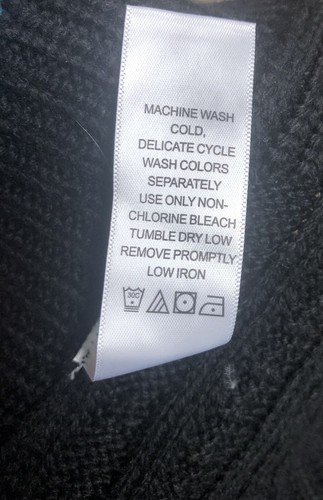 MACHINE WASH
COLD,
DELICATE CYCLE
WASH COLORS
SEPARATELY
USE ONLY NON-
CHLORINE BLEACH
TUMBLE DRY LOW
REMOVE PROMPTLY
LOW IRON
30C